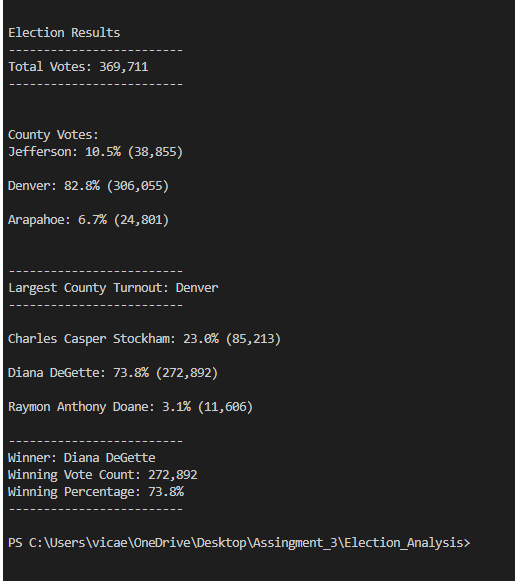 Election Results
-------------------------
Total Votes: 369,711
-------------------------
County Votes:
Jefferson: 10.5% (38,855)
Denver: 82.8% (306,055)
Arapahoe: 6.7% (24,801)
-------------------------
Largest County Turnout: Denver
-------------------------
Charles Casper Stockham: 23.0% (85,213)
Diana DeGette: 73.8% (272,892)
Raymon Anthony Doane: 3.1% (11,606)
-------------------------
Winner: Diana DeGette
Winning Vote Count: 272,892
Winning Percentage: 73.8%
-------------------------
PS C:\Users\vicae\OneDrive\Desktop\Assingment_3\Election_Analysis>